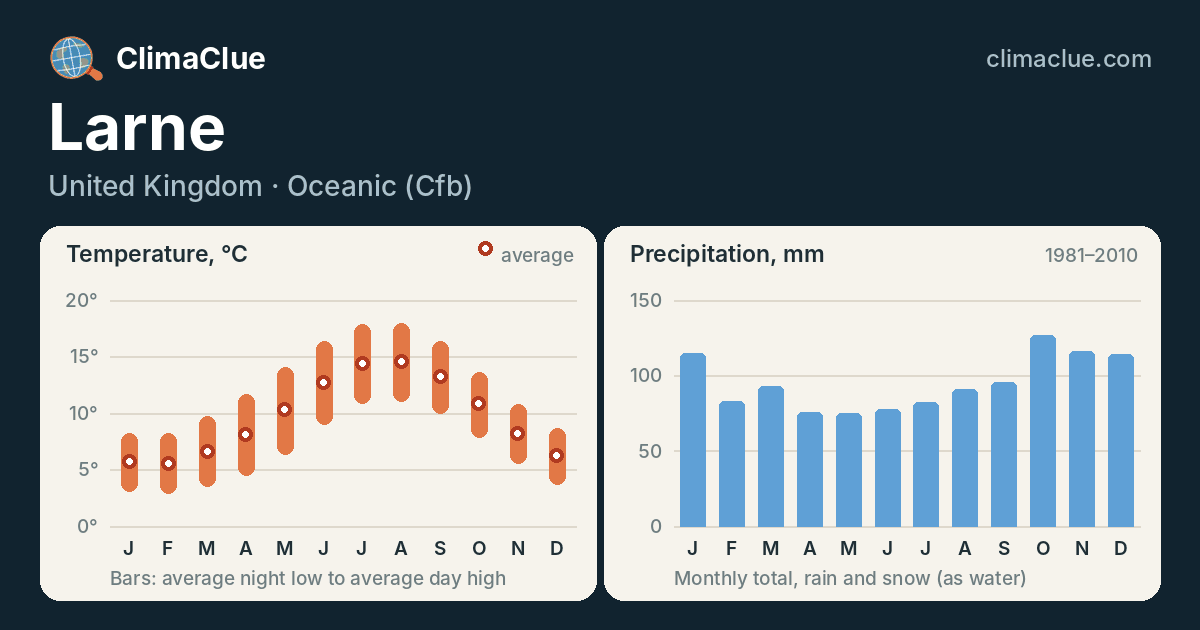 ClimaClue
climaclue.com
Larne
United Kingdom · Oceanic (Cfb)
Temperature, °C
average
20°
15°
10°
5°
0°
J F M A M J J A S O N D
Bars: average night low to average day high
Precipitation, mm
1981–2010
150
100
50
0
J F M A M J J A S O N D
Monthly total, rain and snow (as water)